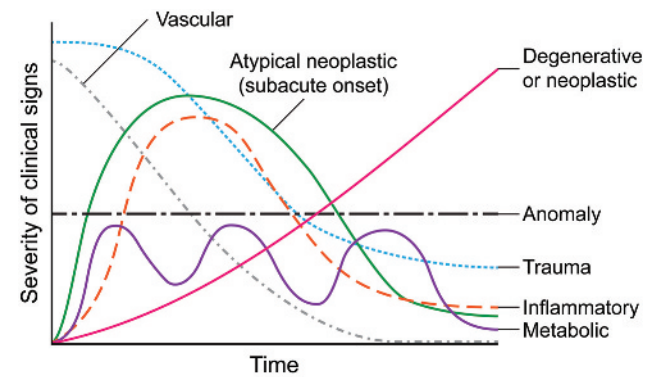 Vascular
Atypical neoplastic
(subacute onset)
Degenerative
or neoplastic
Severity of clinical signs
Anomaly
Trauma
Inflammatory
Metabolic
Time